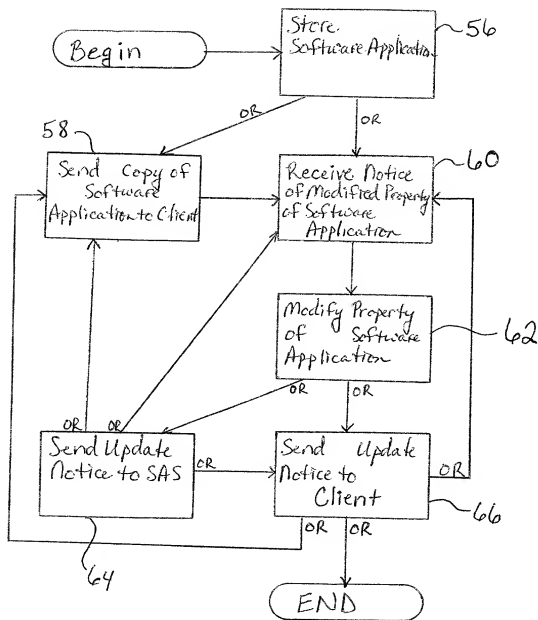 Begin
Store
Software Application
56
OR
OR
58
Send Copy of
Software
Application to Client
Receive Notice
of Modified Property
of Software
Application
60
Modify Property
of Software
Application
62
OR
OR
OR
OR
Send Update
Notice to SAS
OR
Send Update
Notice to
Client
OR
66
OR
OR
64
END